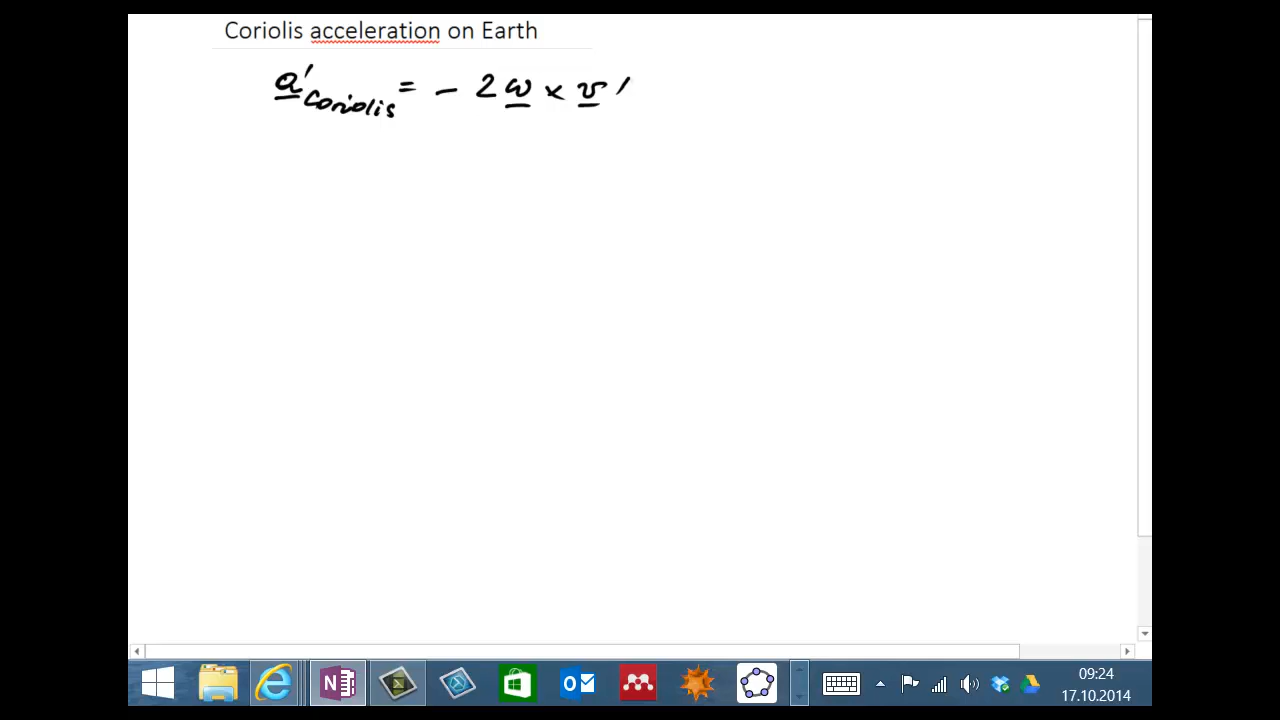 Coriolis acceleration on Earth
a'Coriolis = - 2 ω × v'
09:24
17.10.2014